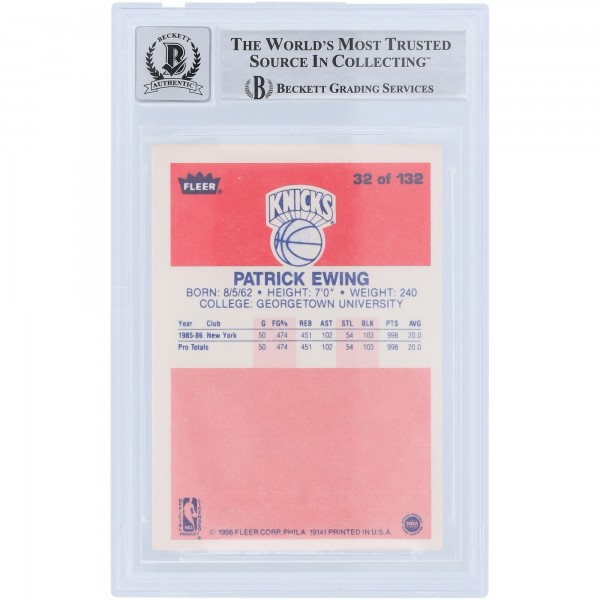 BECKETT
B
AUTHENTIC
THE WORLD'S MOST TRUSTED
SOURCE IN COLLECTING™
B BECKETT GRADING SERVICES
FLEER
32 of 132
KNICKS
PATRICK EWING
BORN: 8/5/62 • HEIGHT: 7'0" • WEIGHT: 240
COLLEGE: GEORGETOWN UNIVERSITY
Year Club G FG% REB AST STL BLK PTS AVG
1985-86 New York 50 .474 451 102 54 103 998 20.0
Pro Totals 50 .474 451 102 54 103 998 20.0
NBA
PRODUCT
© 1986 FLEER CORP. PHILA. 19141 PRINTED IN U.S.A.